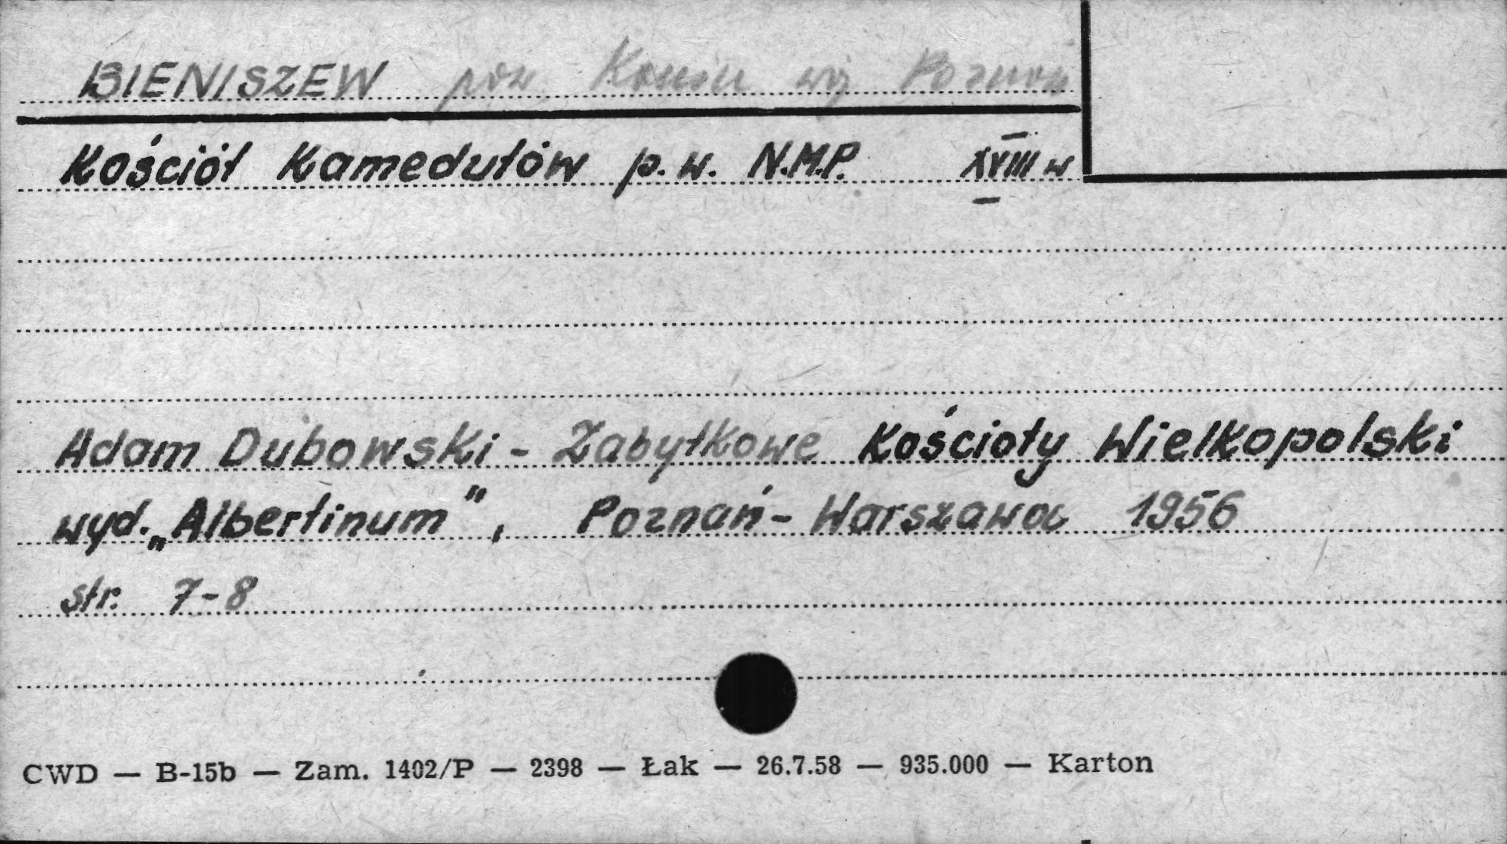 BIENISZEW pow Konin woj Poznań
Kościół Kamedułów p.w. N.M.P. XVIII w
Adam Dubowski - Zabytkowe Kościoły Wielkopolski
wyd. „Albertinum", Poznań - Warszawa 1956
str. 7-8
CWD — B-15b — Zam. 1402/P — 2398 — Łak — 26.7.58 — 935.000 — Karton